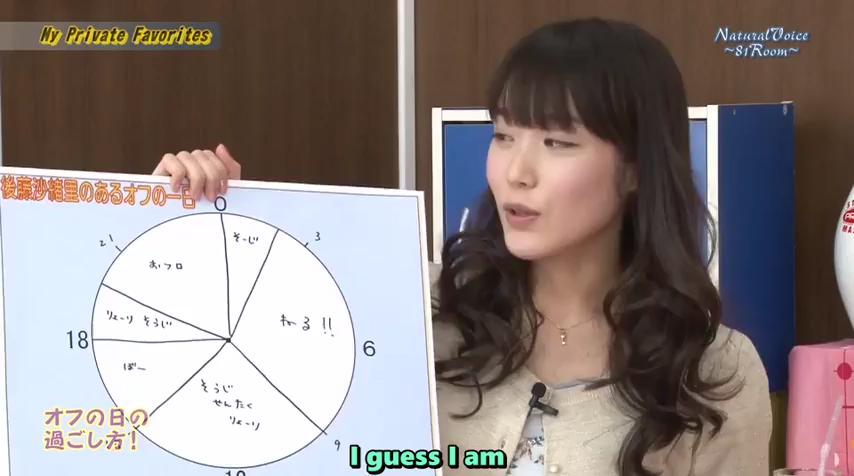 My Private Favorites
NaturalVoice
～81Room～
後藤沙緒里のあるオフの一日
0
そーじ
3
21
おフロ
ねる!!
りょーり そうじ
18
6
ぼー
そうじ
せんたく
りょーり
9
オフの日の
過ごし方!
I guess I am